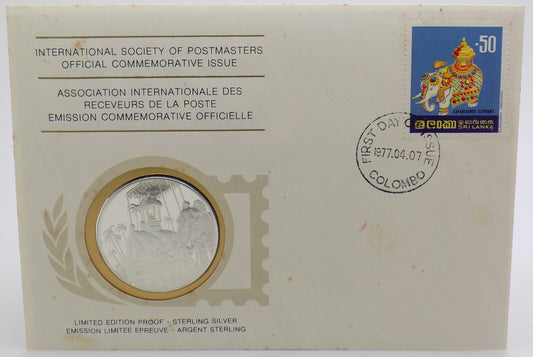 INTERNATIONAL SOCIETY OF POSTMASTERS
OFFICIAL COMMEMORATIVE ISSUE
ASSOCIATION INTERNATIONALE DES
RECEVEURS DE LA POSTE
EMISSION COMMEMORATIVE OFFICIELLE
.50
CAPARISONED ELEPHANT
ශ්‍රී ලංකා
இலங்கை
SRI LANKA
FIRST DAY OF ISSUE
1977.04.07
COLOMBO
LIMITED EDITION PROOF - STERLING SILVER
EMISSION LIMITEE EPREUVE - ARGENT STERLING